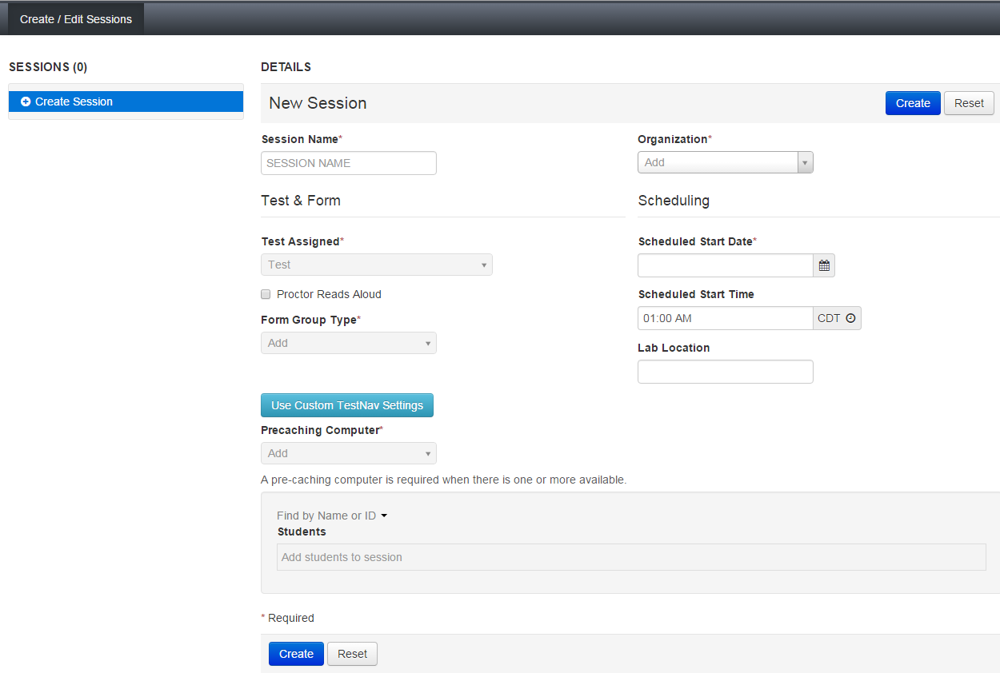 Create / Edit Sessions
SESSIONS (0)
Create Session
DETAILS
New Session
Create
Reset
Session Name*
SESSION NAME
Organization*
Add
Test & Form
Test Assigned*
Test
Proctor Reads Aloud
Form Group Type*
Add
Scheduling
Scheduled Start Date*
Scheduled Start Time
01:00 AM
CDT
Lab Location
Use Custom TestNav Settings
Precaching Computer*
Add
A pre-caching computer is required when there is one or more available.
Find by Name or ID
Students
Add students to session
* Required
Create
Reset